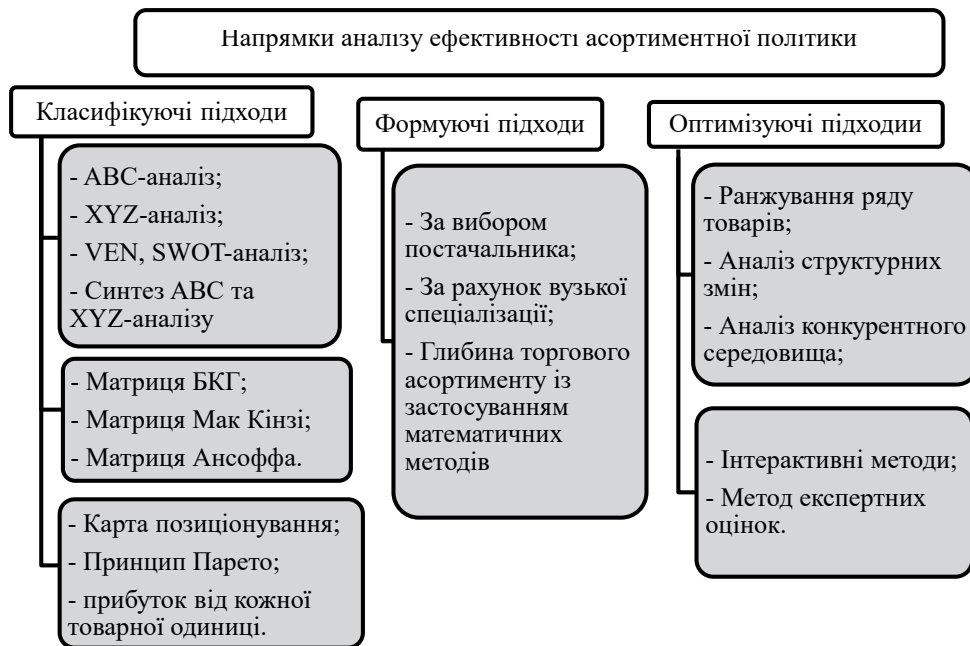 Напрямки аналізу ефективності асортиментної політики
Класифікуючі підходи
- АВС-аналіз;
- XYZ-аналіз;
- VEN, SWOT-аналіз;
- Синтез АВС та
XYZ-аналізу
- Матриця БКГ;
- Матриця Мак Кінзі;
- Матриця Ансоффа.
- Карта позиціонування;
- Принцип Парето;
- прибуток від кожної
товарної одиниці.
Формуючі підходи
- За вибором
постачальника;
- За рахунок вузької
спеціалізації;
- Глибина торгового
асортименту із
застосуванням
математичних
методів
Оптимізуючі підходии
- Ранжування ряду
товарів;
- Аналіз структурних
змін;
- Аналіз конкурентного
середовища;
- Інтерактивні методи;
- Метод експертних
оцінок.